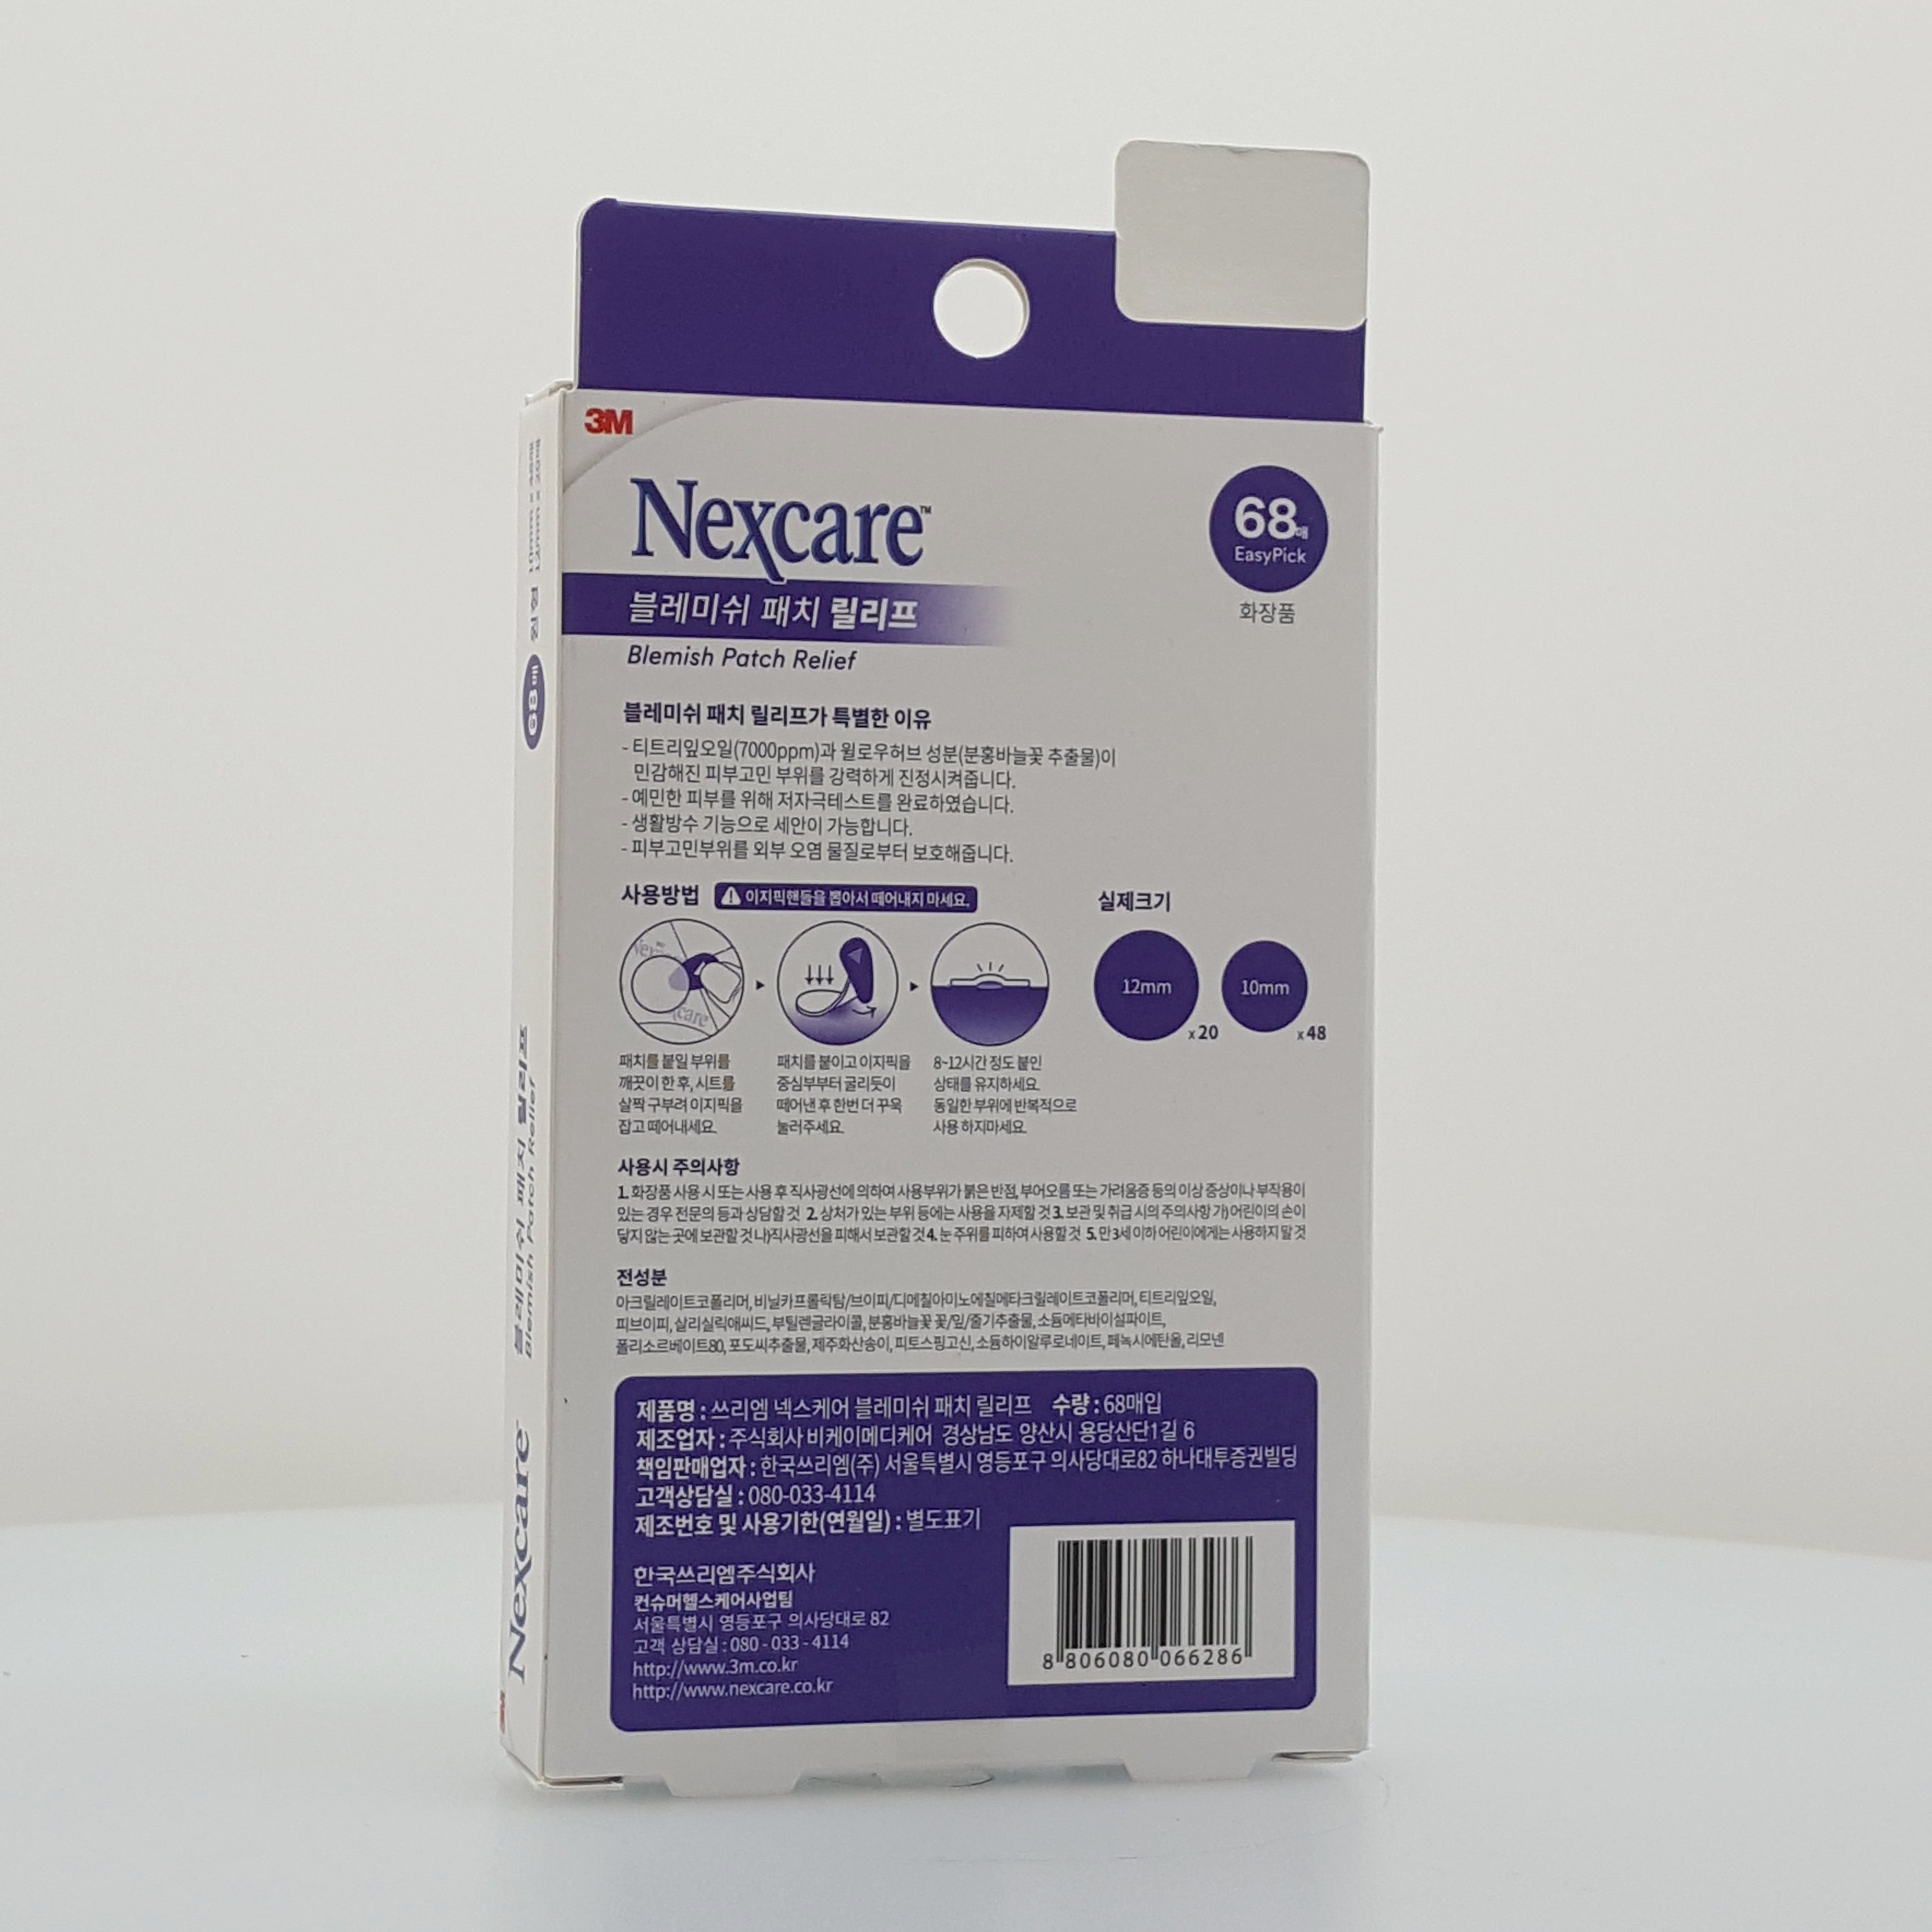 3M
Nexcare™
68매
EasyPick
화장품
블레미쉬 패치 릴리프
Blemish Patch Relief
블레미쉬 패치 릴리프가 특별한 이유
- 티트리잎오일(7000ppm)과 윌로우허브 성분(분홍바늘꽃 추출물)이
민감해진 피부고민 부위를 강력하게 진정시켜줍니다.
- 예민한 피부를 위해 저자극테스트를 완료하였습니다.
- 생활방수 기능으로 세안이 가능합니다.
- 피부고민부위를 외부 오염 물질로부터 보호해줍니다.
사용방법
이지픽핸들을 뽑아서 떼어내지 마세요.
패치를 붙일 부위를
깨끗이 한 후, 시트를
살짝 구부려 이지픽을
잡고 떼어내세요.
패치를 붙이고 이지픽을
중심부부터 굴리듯이
떼어낸 후 한번 더 꾸욱
눌러주세요.
8~12시간 정도 붙인
상태를 유지하세요.
동일한 부위에 반복적으로
사용 하지마세요.
실제크기
12mm
x 20
10mm
x 48
사용시 주의사항
1. 화장품 사용 시 또는 사용 후 직사광선에 의하여 사용부위가 붉은 반점, 부어오름 또는 가려움증 등의 이상 증상이나 부작용이
있는 경우 전문의 등과 상담할 것 2. 상처가 있는 부위 등에는 사용을 자제할 것 3. 보관 및 취급 시의 주의사항 가) 어린이의 손이
닿지 않는 곳에 보관할 것 나)직사광선을 피해서 보관할 것 4. 눈 주위를 피하여 사용할 것 5. 만 3세 이하 어린이에게는 사용하지 말 것
전성분
아크릴레이트코폴리머, 비닐카프롤락탐/브이피/디메칠아미노에칠메타크릴레이트코폴리머, 티트리잎오일,
피브이피, 살리실릭애씨드, 부틸렌글라이콜, 분홍바늘꽃 꽃/잎/줄기추출물, 소듐메타바이설파이트,
폴리소르베이트80, 포도씨추출물, 제주화산송이, 피토스핑고신, 소듐하이알루로네이트, 페녹시에탄올, 리모넨
제품명 : 쓰리엠 넥스케어 블레미쉬 패치 릴리프 수량 : 68매입
제조업자 : 주식회사 비케이메디케어 경상남도 양산시 용당산단1길 6
책임판매업자 : 한국쓰리엠(주) 서울특별시 영등포구 의사당대로82 하나대투증권빌딩
고객상담실 : 080-033-4114
제조번호 및 사용기한(연월일) : 별도표기
한국쓰리엠주식회사
컨슈머헬스케어사업팀
서울특별시 영등포구 의사당대로 82
고객 상담실 : 080 - 033 - 4114
http://www.3m.co.kr
http://www.nexcare.co.kr
8 806080 066286
Nexcare
블레미쉬 패치 릴리프
Blemish Patch Relief
68매